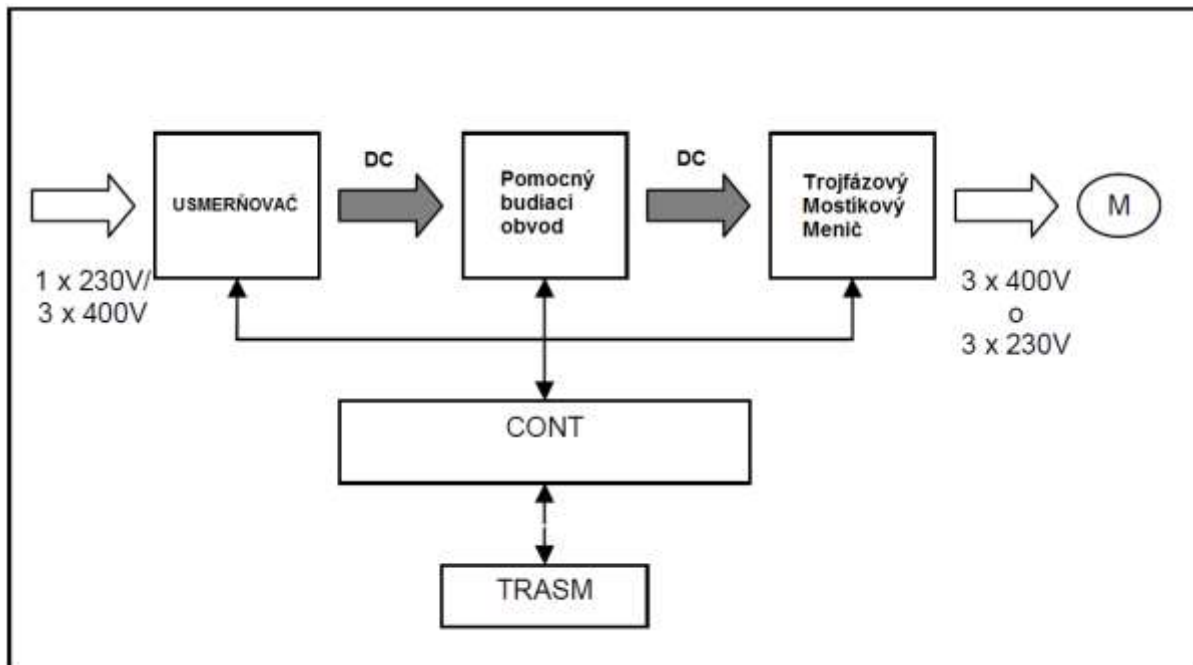 DC
DC
USMERŇOVAČ
Pomocný
budiaci
obvod
Trojfázový
Mostíkový
Menič
M
1 x 230V/
3 x 400V
3 x 400V
o
3 x 230V
CONT
TRASM